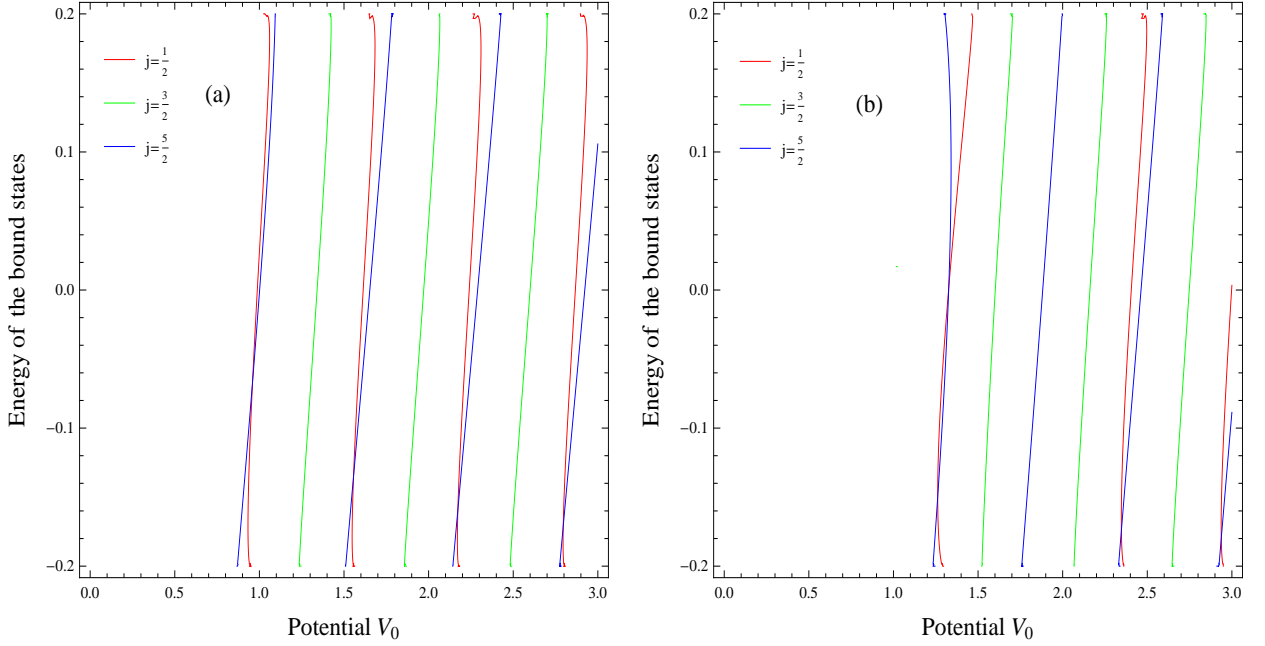 (a)
j=1/2
j=3/2
j=5/2
Energy of the bound states
0.2
0.1
0.0
−0.1
−0.2
0.0 0.5 1.0 1.5 2.0 2.5 3.0
Potential V0
(b)
j=1/2
j=3/2
j=5/2
Energy of the bound states
0.2
0.1
0.0
−0.1
−0.2
0.0 0.5 1.0 1.5 2.0 2.5 3.0
Potential V0